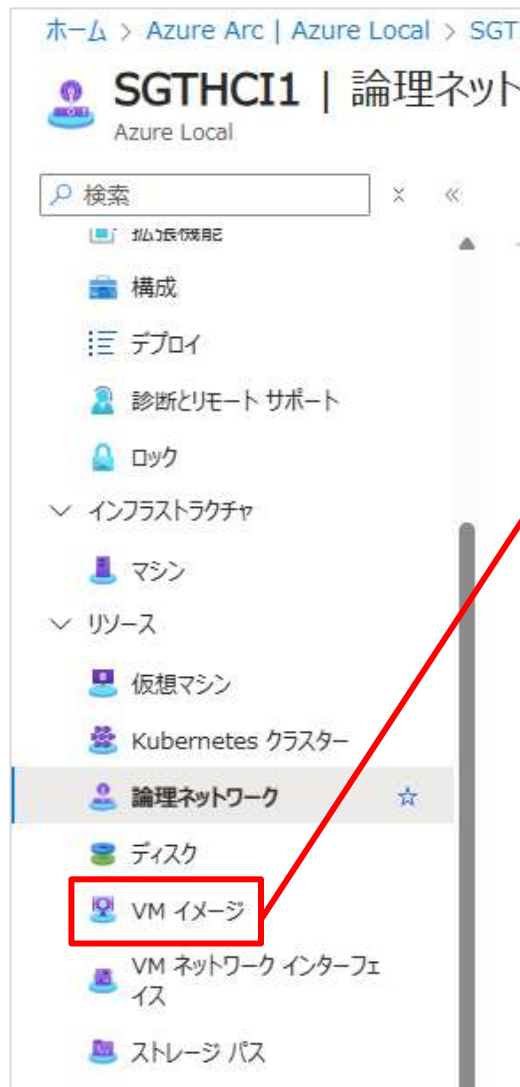 ホーム > Azure Arc | Azure Local > SGT
SGTHCI1 | 論理ネット
Azure Local
検索
拡張機能
構成
デプロイ
診断とリモート サポート
ロック
インフラストラクチャ
マシン
リソース
仮想マシン
Kubernetes クラスター
論理ネットワーク
ディスク
VM イメージ
VM ネットワーク インターフェ
イス
ストレージ パス